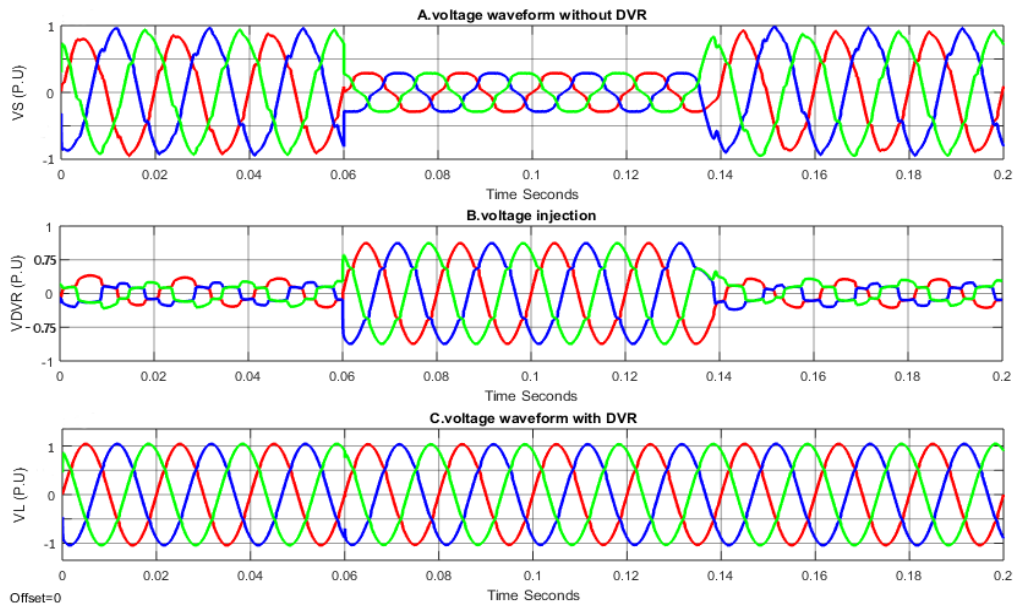 A.voltage waveform without DVR
VS (P.U)
1
0
-1
0 0.02 0.04 0.06 0.08 0.1 0.12 0.14 0.16 0.18 0.2
Time Seconds
B.voltage injection
VDVR (P.U)
1
0.75
0
-0.75
-1
0 0.02 0.04 0.06 0.08 0.1 0.12 0.14 0.16 0.18 0.2
Time Seconds
C.voltage waveform with DVR
VL (P.U)
1
0
-1
0 0.02 0.04 0.06 0.08 0.1 0.12 0.14 0.16 0.18 0.2
Time Seconds
Offset=0